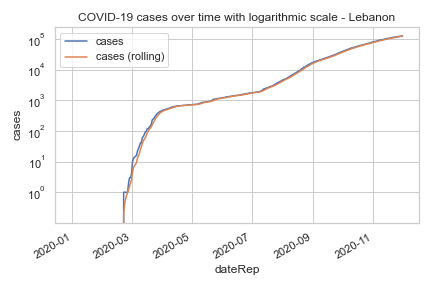 COVID-19 cases over time with logarithmic scale - Lebanon
cases
cases (rolling)
cases
10^5
10^4
10^3
10^2
10^1
10^0
2020-01
2020-03
2020-05
2020-07
2020-09
2020-11
dateRep